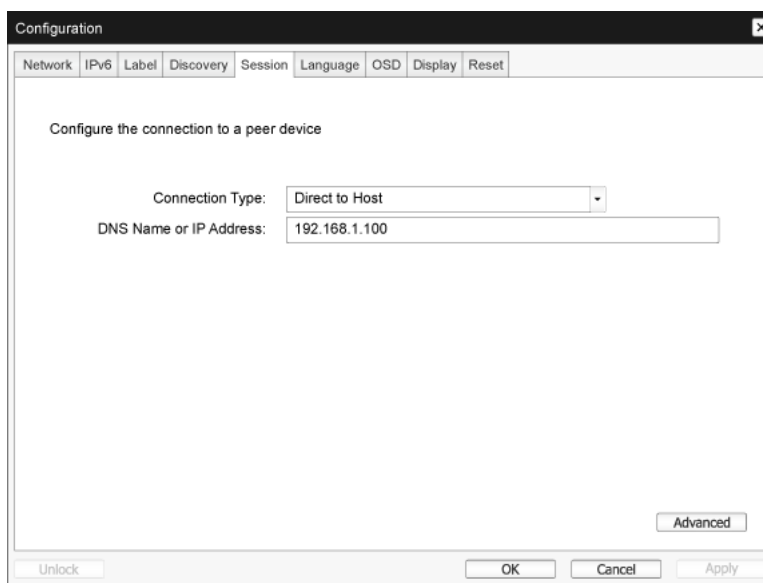 Configuration
Network IPv6 Label Discovery Session Language OSD Display Reset
Configure the connection to a peer device
Connection Type: Direct to Host
DNS Name or IP Address: 192.168.1.100
Advanced
Unlock OK Cancel Apply